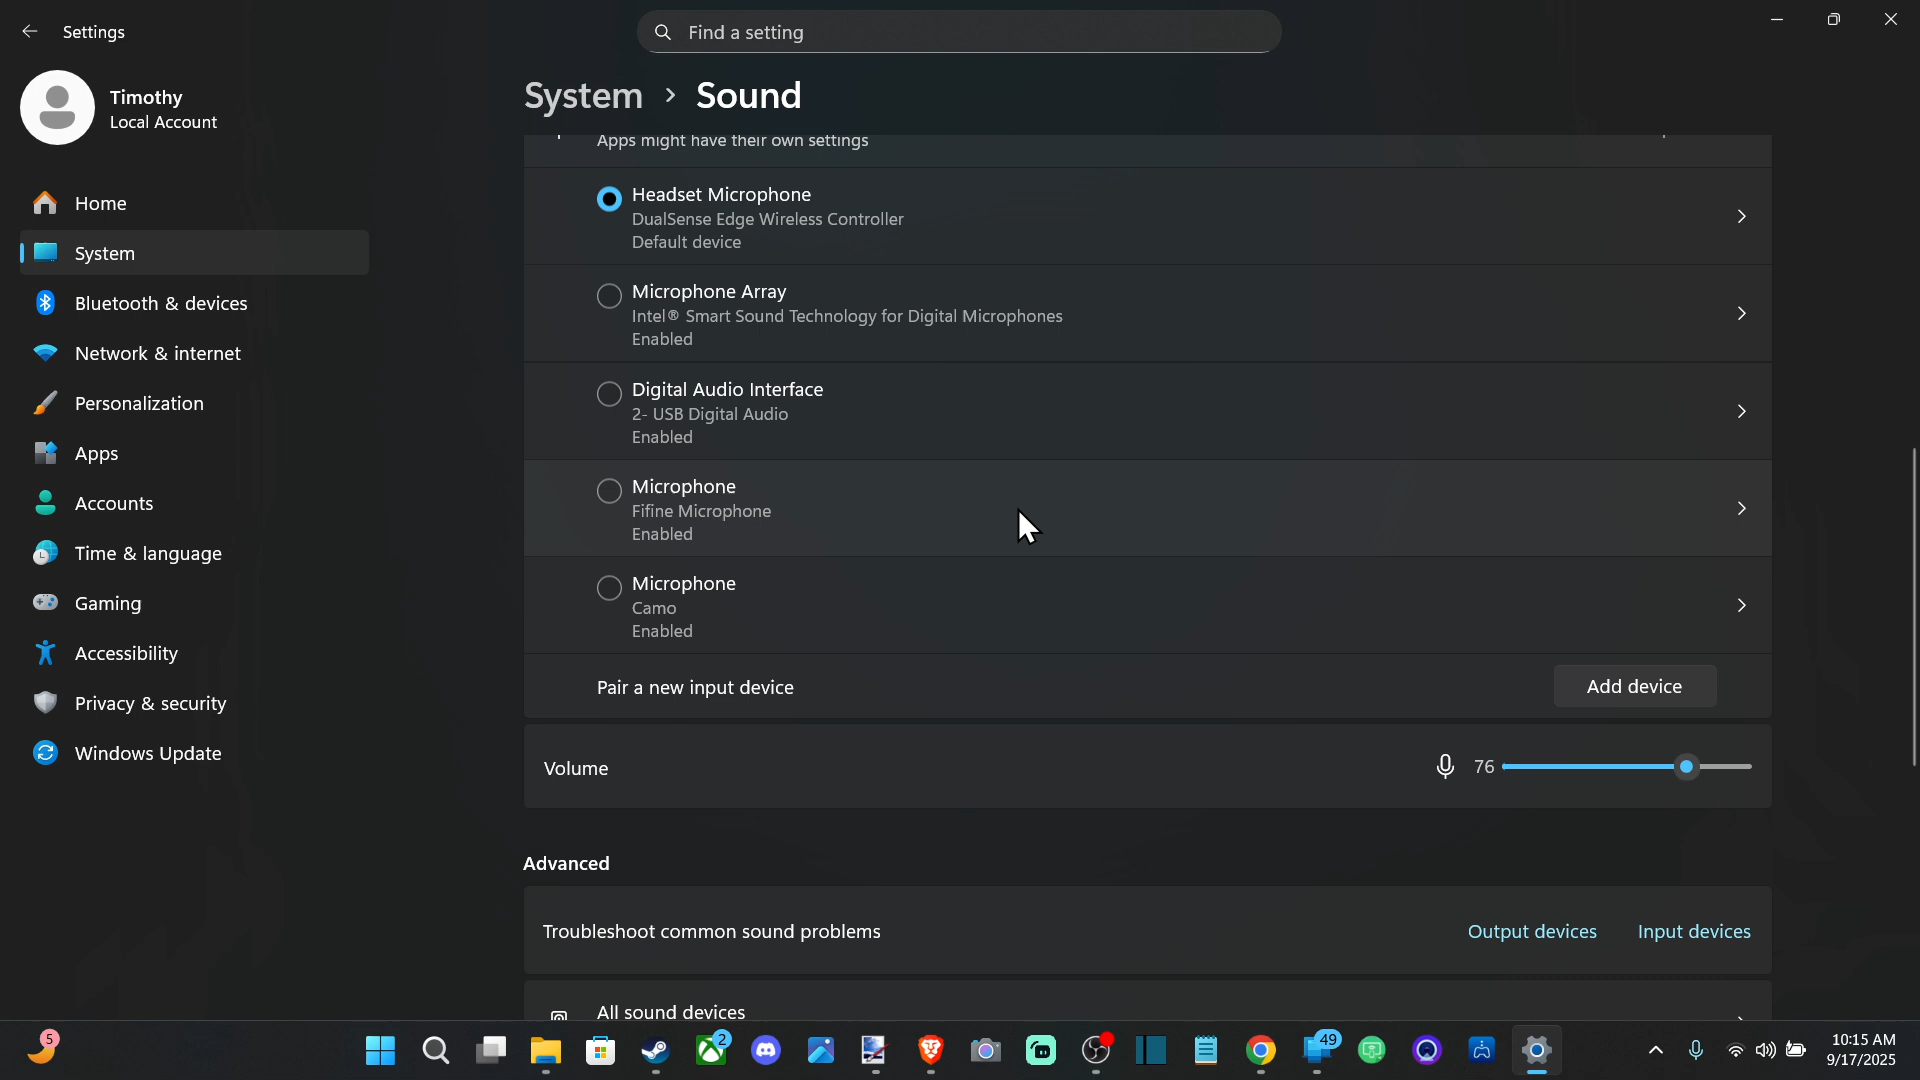 Settings
Find a setting
Timothy
Local Account
Home
System
Bluetooth & devices
Network & internet
Personalization
Apps
Accounts
Time & language
Gaming
Accessibility
Privacy & security
Windows Update
System > Sound
Apps might have their own settings
Headset Microphone
DualSense Edge Wireless Controller
Default device
Microphone Array
Intel® Smart Sound Technology for Digital Microphones
Enabled
Digital Audio Interface
2- USB Digital Audio
Enabled
Microphone
Fifine Microphone
Enabled
Microphone
Camo
Enabled
Pair a new input device
Add device
Volume
76
Advanced
Troubleshoot common sound problems
Output devices
Input devices
All sound devices
5
2
49
10:15 AM
9/17/2025